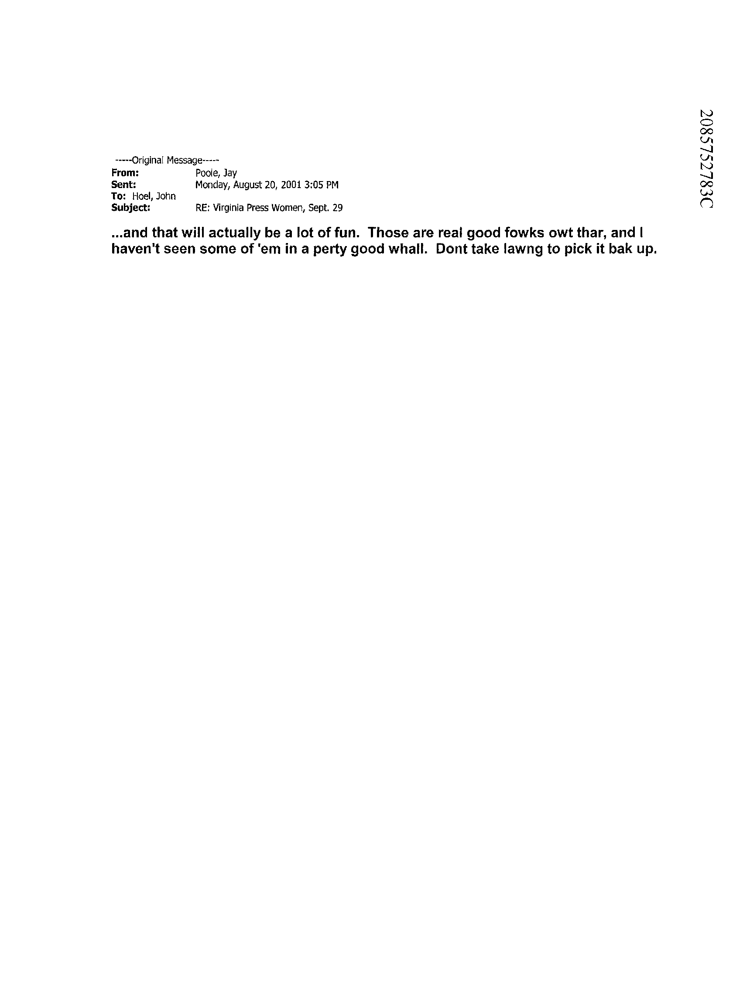 2085752783C
-----Original Message-----
From: Poole, Jay
Sent: Monday, August 20, 2001 3:05 PM
To: Hoel, John
Subject: RE: Virginia Press Women, Sept. 29
...and that will actually be a lot of fun. Those are real good fowks owt thar, and I
haven't seen some of 'em in a perty good whall. Dont take lawng to pick it bak up.